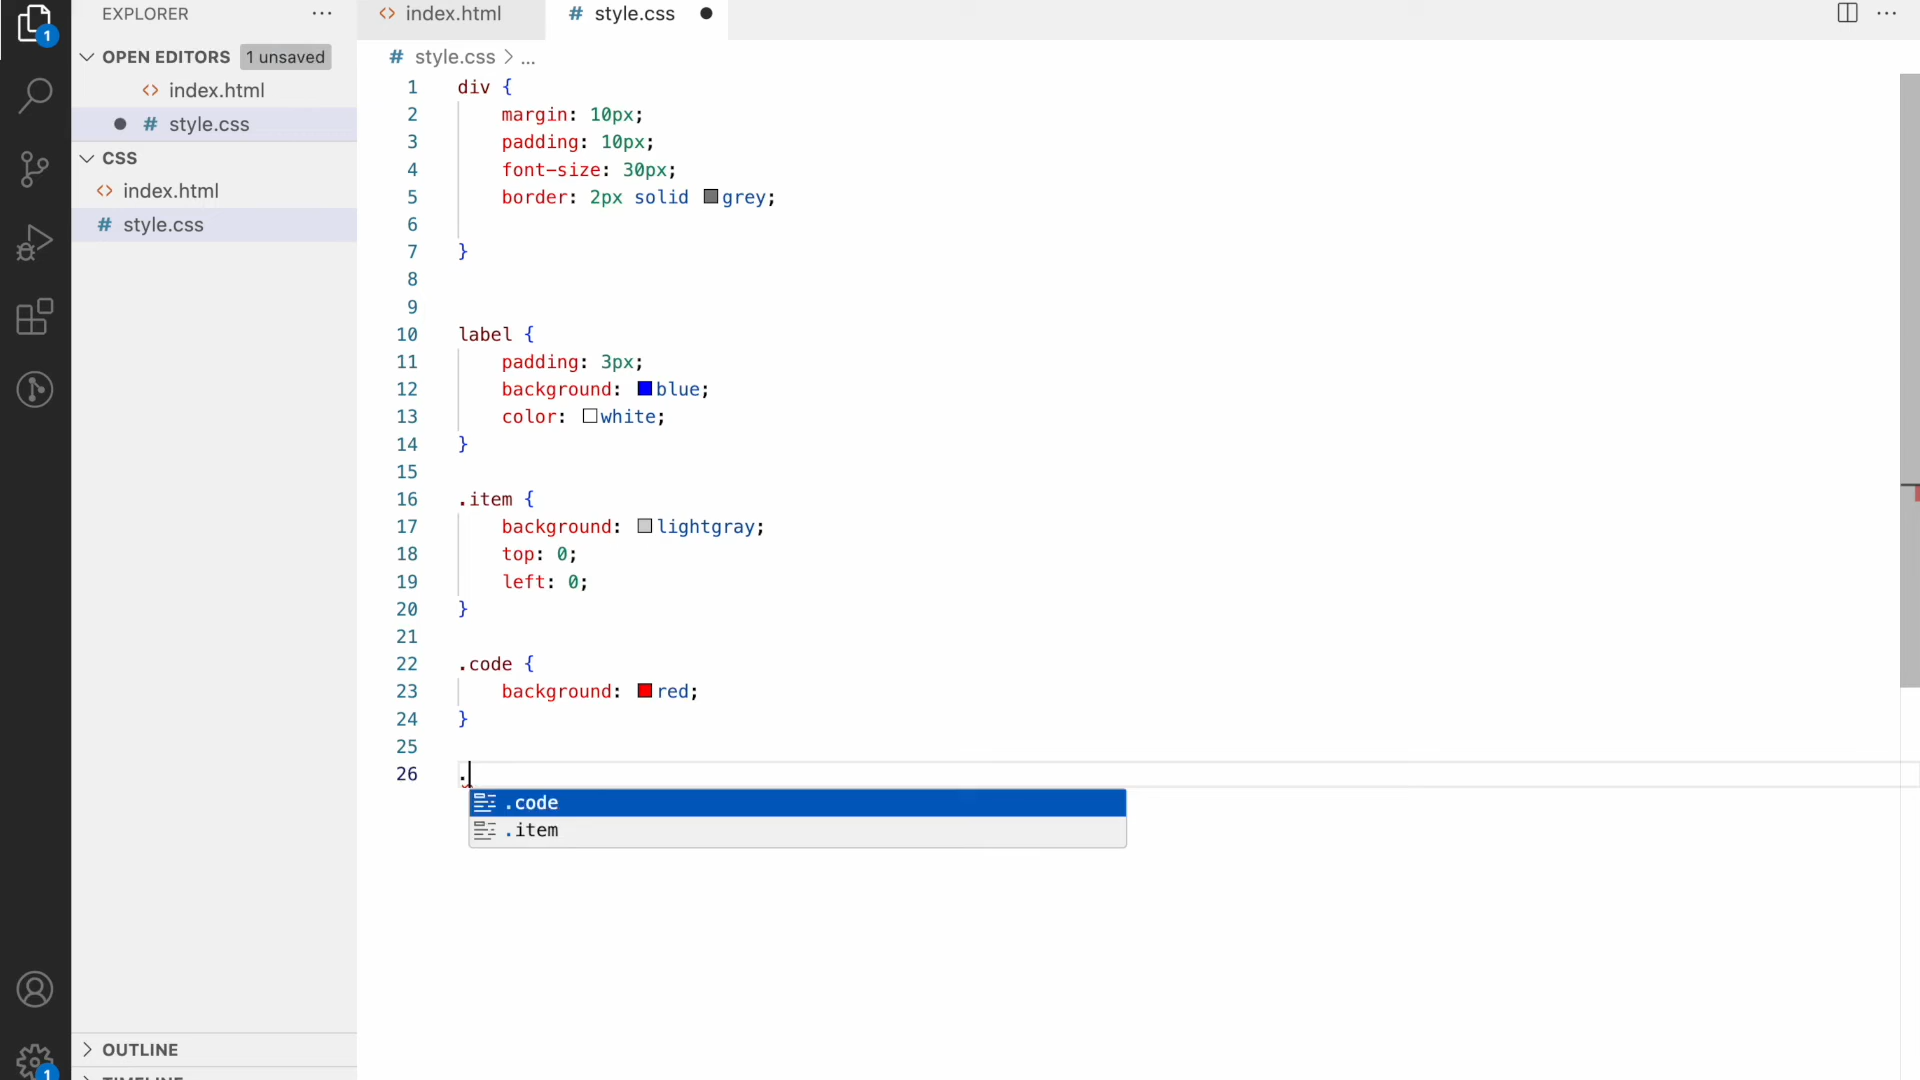 EXPLORER
OPEN EDITORS 1 unsaved
index.html
# style.css
CSS
index.html
# style.css
OUTLINE
TIMELINE
1
1
index.html
# style.css
# style.css > ...
1 div {
2 margin: 10px;
3 padding: 10px;
4 font-size: 30px;
5 border: 2px solid grey;
6
7 }
8
9
10 label {
11 padding: 3px;
12 background: blue;
13 color: white;
14 }
15
16 .item {
17 background: lightgray;
18 top: 0;
19 left: 0;
20 }
21
22 .code {
23 background: red;
24 }
25
26 .
.code
.item